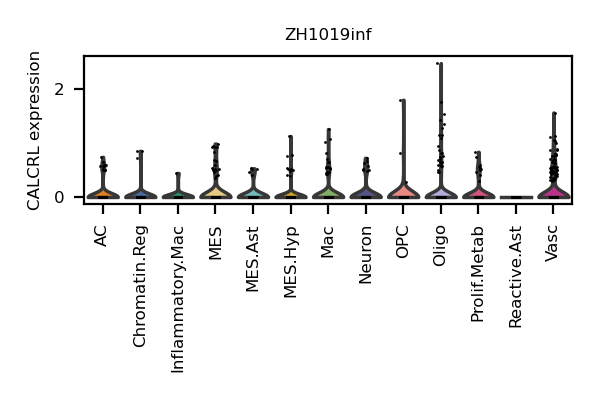 ZH1019inf
CALCRL expression
2
0
AC
Chromatin.Reg
Inflammatory.Mac
MES
MES.Ast
MES.Hyp
Mac
Neuron
OPC
Oligo
Prolif.Metab
Reactive.Ast
Vasc